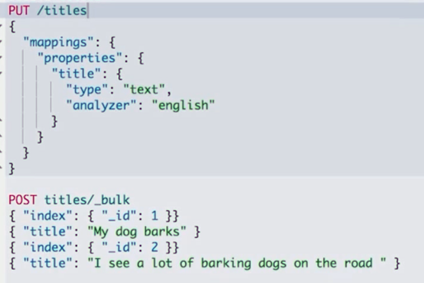 PUT /titles
{
  "mappings": {
    "properties": {
      "title": {
        "type": "text",
        "analyzer": "english"
      }
    }
  }
}
POST titles/_bulk
{ "index": { "_id": 1 }}
{ "title": "My dog barks" }
{ "index": { "_id": 2 }}
{ "title": "I see a lot of barking dogs on the road " }